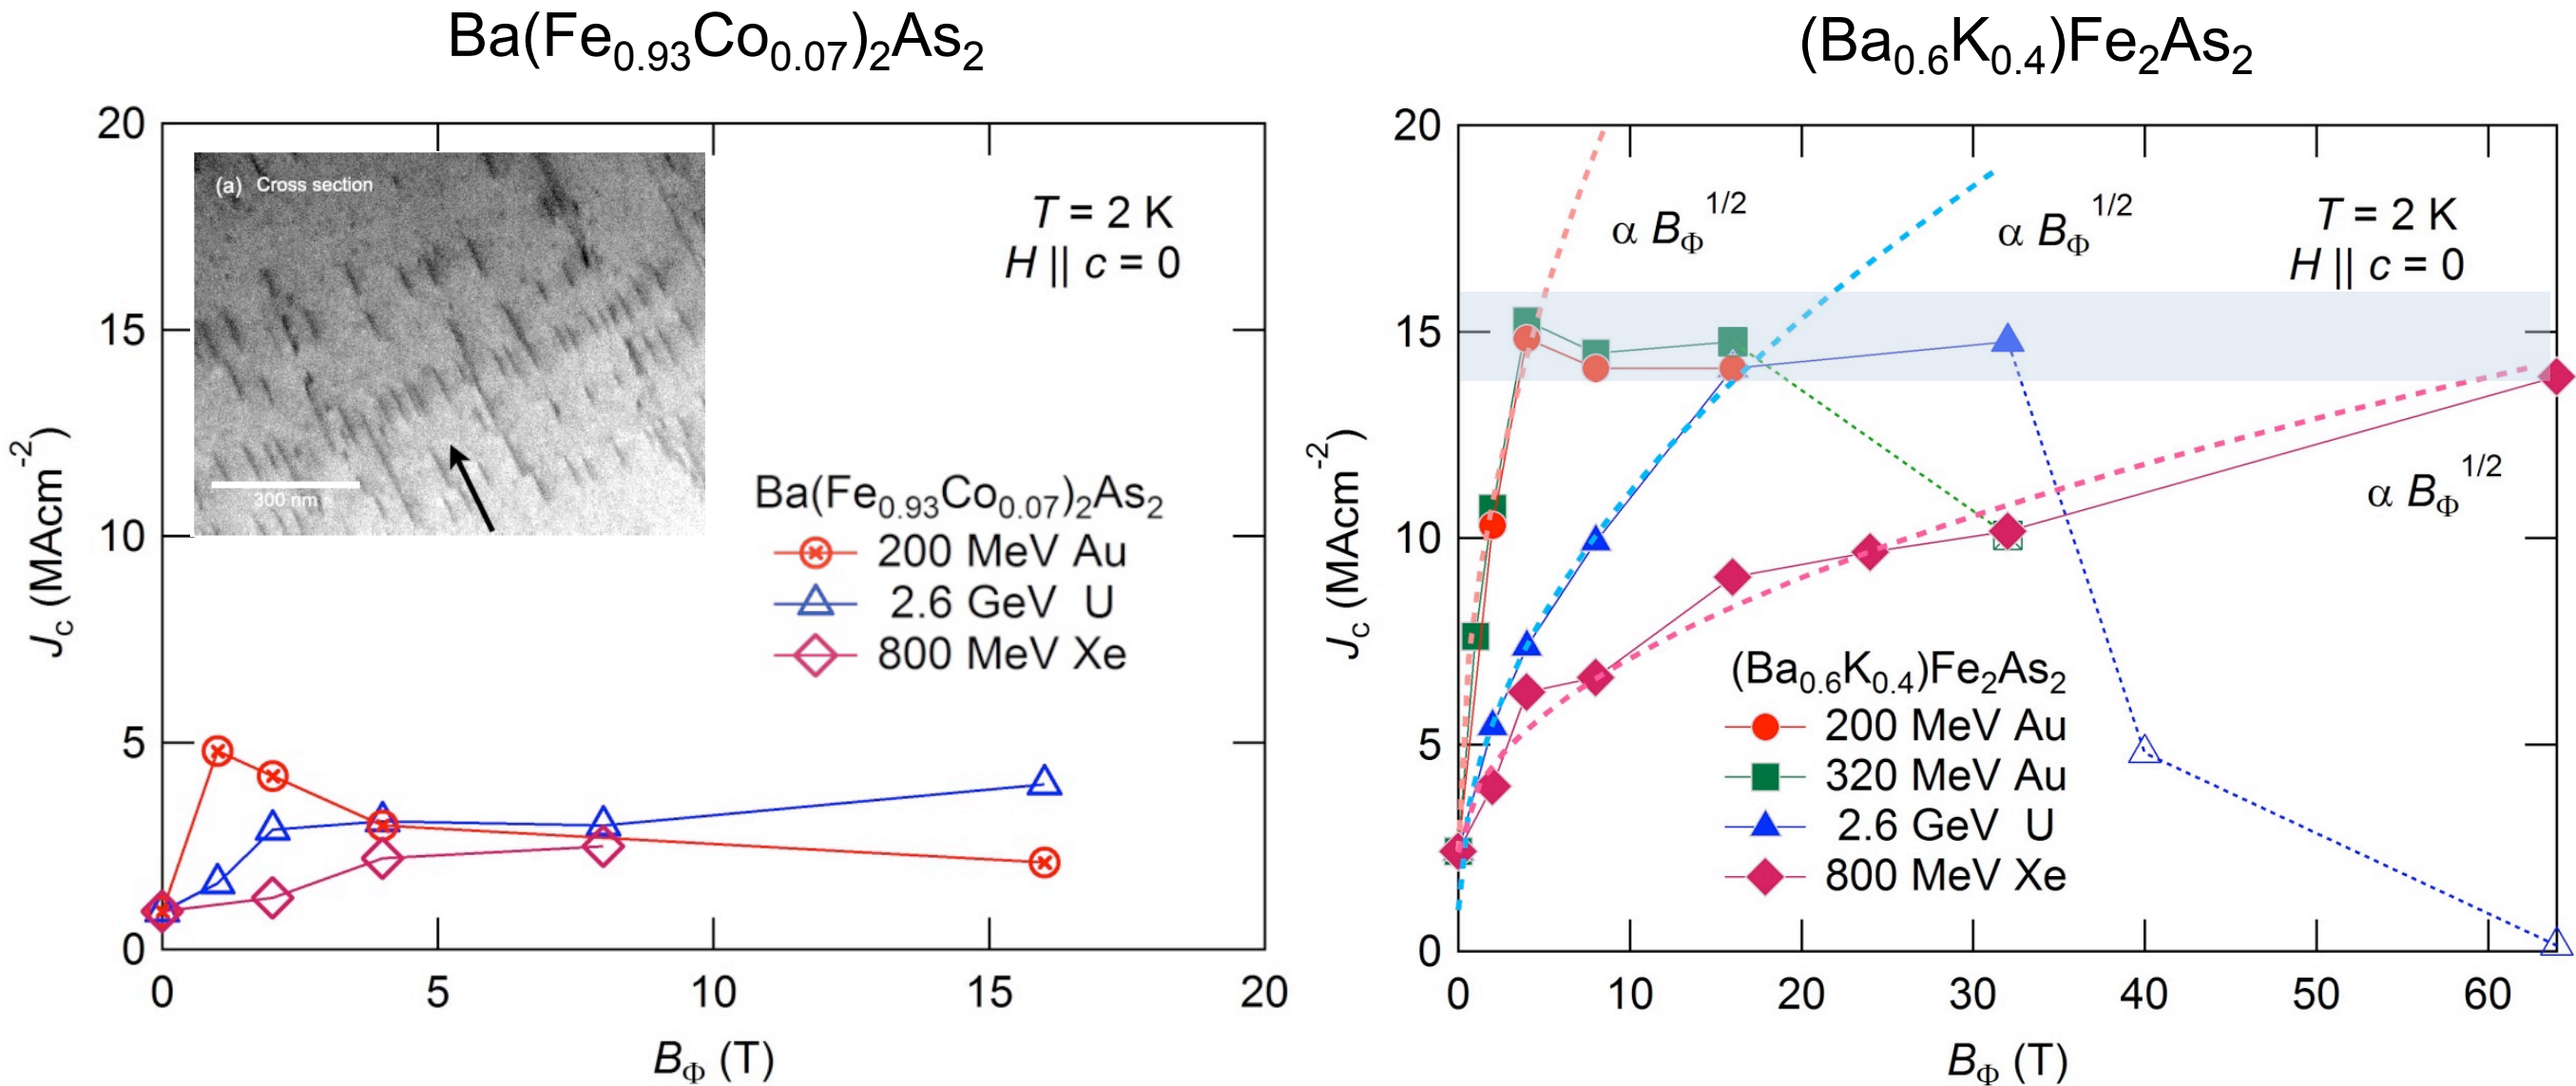 Ba(Fe0.93Co0.07)2As2
20
15
10
5
0
0 5 10 15 20
Jc (MAcm-2)
BΦ (T)
(a) Cross section
300 nm
T = 2 K
H || c = 0
Ba(Fe0.93Co0.07)2As2
200 MeV Au
2.6 GeV U
800 MeV Xe
(Ba0.6K0.4)Fe2As2
20
15
10
5
0
0 10 20 30 40 50 60
Jc (MAcm-2)
BΦ (T)
α BΦ1/2
α BΦ1/2
T = 2 K
H || c = 0
α BΦ1/2
(Ba0.6K0.4)Fe2As2
200 MeV Au
320 MeV Au
2.6 GeV U
800 MeV Xe